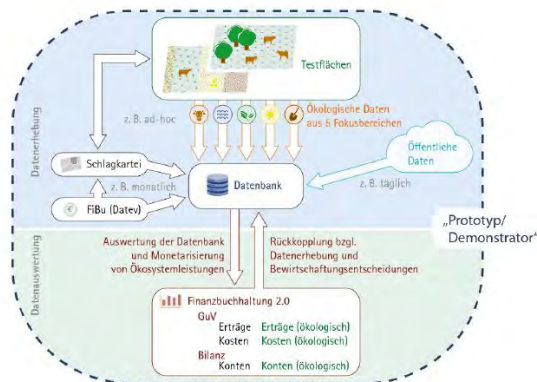 Testflächen
Datenerhebung
z. B. ad-hoc
Ökologische Daten
aus 5 Fokusbereichen
Schlagkartei
z. B. monatlich
FiBu (Datev)
Datenbank
Öffentliche
Daten
z. B. täglich
„Prototyp/
Demonstrator“
Datenauswertung
Auswertung der Datenbank
und Monetarisierung
von Ökosystemleistungen
Rückkopplung bzgl.
Datenerhebung und
Bewirtschaftungsentscheidungen
Finanzbuchhaltung 2.0
GuV
Erträge Erträge (ökologisch)
Kosten Kosten (ökologisch)
Bilanz
Konten Konten (ökologisch)